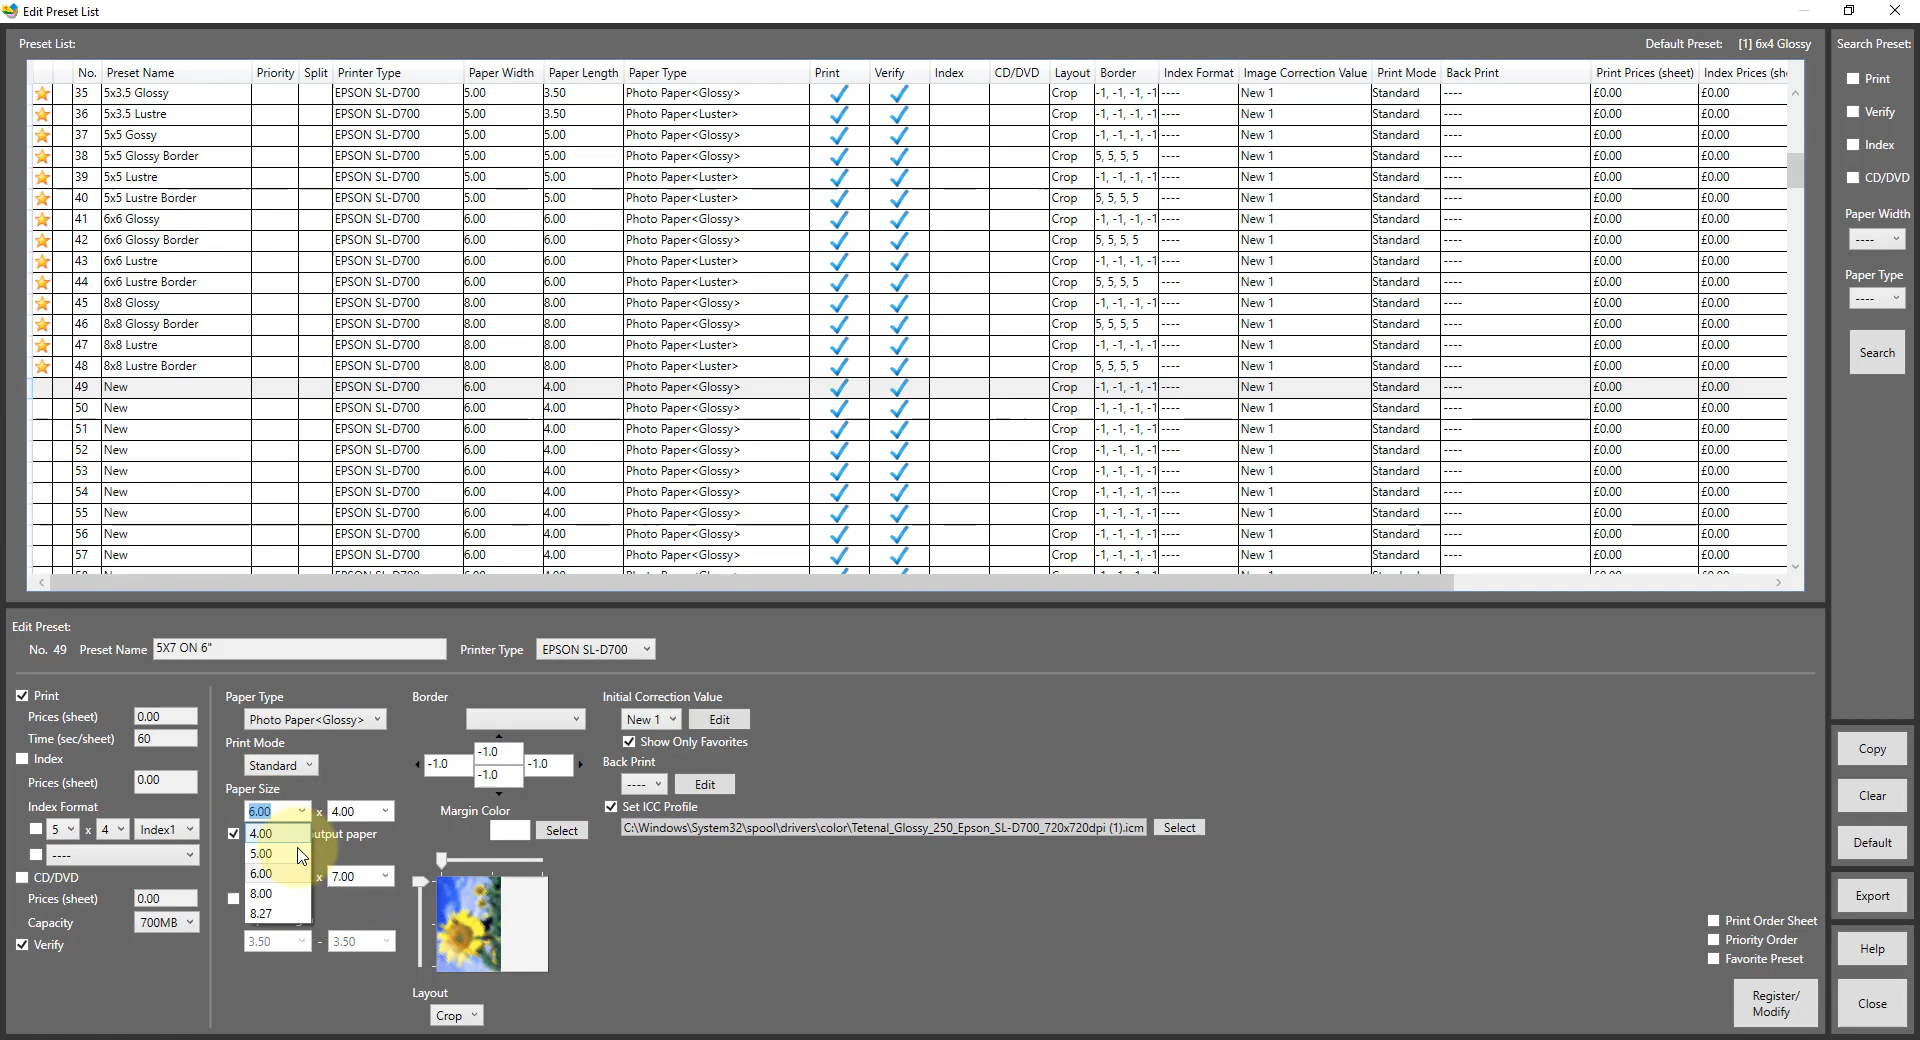 Edit Preset List
Preset List:
Default Preset: [1] 6x4 Glossy
No. Preset Name Priority Split Printer Type Paper Width Paper Length Paper Type Print Verify Index CD/DVD Layout Border Index Format Image Correction Value Print Mode Back Print Print Prices (sheet) Index Prices (she
35 5x3.5 Glossy EPSON SL-D700 5.00 3.50 Photo Paper<Glossy> Crop -1, -1, -1, -1 ---- New 1 Standard ---- £0.00 £0.00
36 5x3.5 Lustre EPSON SL-D700 5.00 3.50 Photo Paper<Luster> Crop -1, -1, -1, -1 ---- New 1 Standard ---- £0.00 £0.00
37 5x5 Gossy EPSON SL-D700 5.00 5.00 Photo Paper<Glossy> Crop -1, -1, -1, -1 ---- New 1 Standard ---- £0.00 £0.00
38 5x5 Glossy Border EPSON SL-D700 5.00 5.00 Photo Paper<Glossy> Crop 5, 5, 5, 5 ---- New 1 Standard ---- £0.00 £0.00
39 5x5 Lustre EPSON SL-D700 5.00 5.00 Photo Paper<Luster> Crop -1, -1, -1, -1 ---- New 1 Standard ---- £0.00 £0.00
40 5x5 Lustre Border EPSON SL-D700 5.00 5.00 Photo Paper<Luster> Crop 5, 5, 5, 5 ---- New 1 Standard ---- £0.00 £0.00
41 6x6 Glossy EPSON SL-D700 6.00 6.00 Photo Paper<Glossy> Crop -1, -1, -1, -1 ---- New 1 Standard ---- £0.00 £0.00
42 6x6 Glossy Border EPSON SL-D700 6.00 6.00 Photo Paper<Glossy> Crop 5, 5, 5, 5 ---- New 1 Standard ---- £0.00 £0.00
43 6x6 Lustre EPSON SL-D700 6.00 6.00 Photo Paper<Luster> Crop -1, -1, -1, -1 ---- New 1 Standard ---- £0.00 £0.00
44 6x6 Lustre Border EPSON SL-D700 6.00 6.00 Photo Paper<Luster> Crop 5, 5, 5, 5 ---- New 1 Standard ---- £0.00 £0.00
45 8x8 Glossy EPSON SL-D700 8.00 8.00 Photo Paper<Glossy> Crop -1, -1, -1, -1 ---- New 1 Standard ---- £0.00 £0.00
46 8x8 Glossy Border EPSON SL-D700 8.00 8.00 Photo Paper<Glossy> Crop 5, 5, 5, 5 ---- New 1 Standard ---- £0.00 £0.00
47 8x8 Lustre EPSON SL-D700 8.00 8.00 Photo Paper<Luster> Crop -1, -1, -1, -1 ---- New 1 Standard ---- £0.00 £0.00
48 8x8 Lustre Border EPSON SL-D700 8.00 8.00 Photo Paper<Luster> Crop 5, 5, 5, 5 ---- New 1 Standard ---- £0.00 £0.00
49 New EPSON SL-D700 6.00 4.00 Photo Paper<Glossy> Crop -1, -1, -1, -1 ---- New 1 Standard ---- £0.00 £0.00
50 New EPSON SL-D700 6.00 4.00 Photo Paper<Glossy> Crop -1, -1, -1, -1 ---- New 1 Standard ---- £0.00 £0.00
51 New EPSON SL-D700 6.00 4.00 Photo Paper<Glossy> Crop -1, -1, -1, -1 ---- New 1 Standard ---- £0.00 £0.00
52 New EPSON SL-D700 6.00 4.00 Photo Paper<Glossy> Crop -1, -1, -1, -1 ---- New 1 Standard ---- £0.00 £0.00
53 New EPSON SL-D700 6.00 4.00 Photo Paper<Glossy> Crop -1, -1, -1, -1 ---- New 1 Standard ---- £0.00 £0.00
54 New EPSON SL-D700 6.00 4.00 Photo Paper<Glossy> Crop -1, -1, -1, -1 ---- New 1 Standard ---- £0.00 £0.00
55 New EPSON SL-D700 6.00 4.00 Photo Paper<Glossy> Crop -1, -1, -1, -1 ---- New 1 Standard ---- £0.00 £0.00
56 New EPSON SL-D700 6.00 4.00 Photo Paper<Glossy> Crop -1, -1, -1, -1 ---- New 1 Standard ---- £0.00 £0.00
57 New EPSON SL-D700 6.00 4.00 Photo Paper<Glossy> Crop -1, -1, -1, -1 ---- New 1 Standard ---- £0.00 £0.00
Search Preset:
Print
Verify
Index
CD/DVD
Paper Width
----
Paper Type
----
Search
Edit Preset:
No. 49 Preset Name 5X7 ON 6" Printer Type EPSON SL-D700
Print
Prices (sheet) 0.00
Time (sec/sheet) 60
Index
Prices (sheet) 0.00
Index Format
5 x 4 Index1
----
CD/DVD
Prices (sheet) 0.00
Capacity 700MB
Verify
Paper Type
Photo Paper<Glossy>
Print Mode
Standard
Paper Size
6.00 x 4.00
4.00 output paper
5.00
6.00 x 7.00
8.00
8.27
3.50 - 3.50
Border
-1.0
-1.0 -1.0
-1.0
Margin Color
Select
Layout
Crop
Initial Correction Value
New 1 Edit
Show Only Favorites
Back Print
---- Edit
Set ICC Profile
C:\Windows\System32\spool\drivers\color\Tetenal_Glossy_250_Epson_SL-D700_720x720dpi (1).icm Select
Print Order Sheet
Priority Order
Favorite Preset
Register/
Modify
Copy
Clear
Default
Export
Help
Close